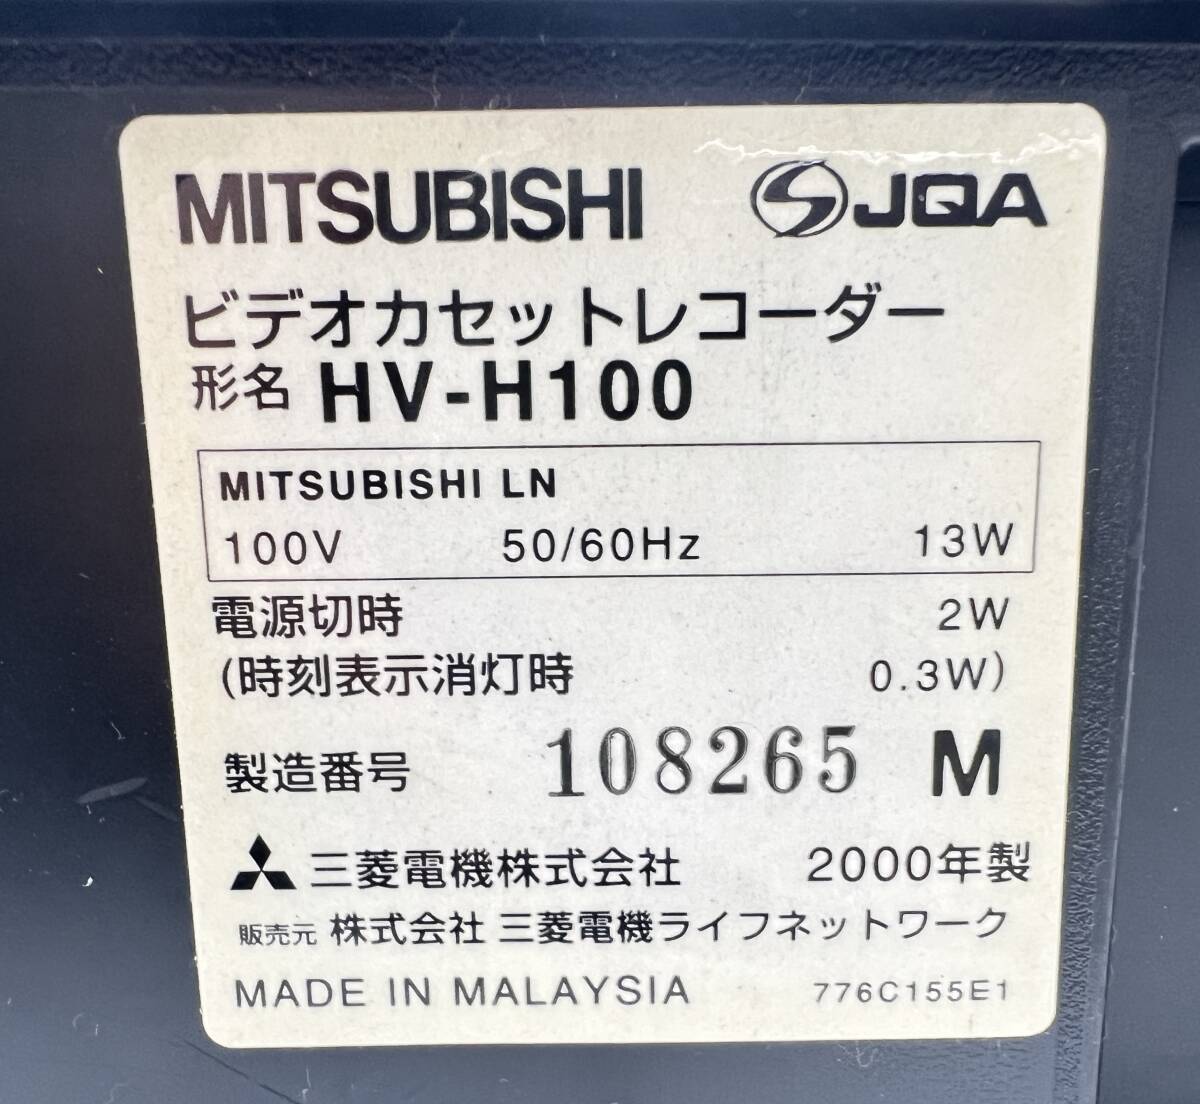 MITSUBISHI JQA
ビデオカセットレコーダー
形名 HV-H100
MITSUBISHI LN
100V 50/60Hz 13W
電源切時 2W
(時刻表示消灯時 0.3W)
製造番号 108265 M
三菱電機株式会社 2000年製
販売元 株式会社 三菱電機ライフネットワーク
MADE IN MALAYSIA 776C155E1